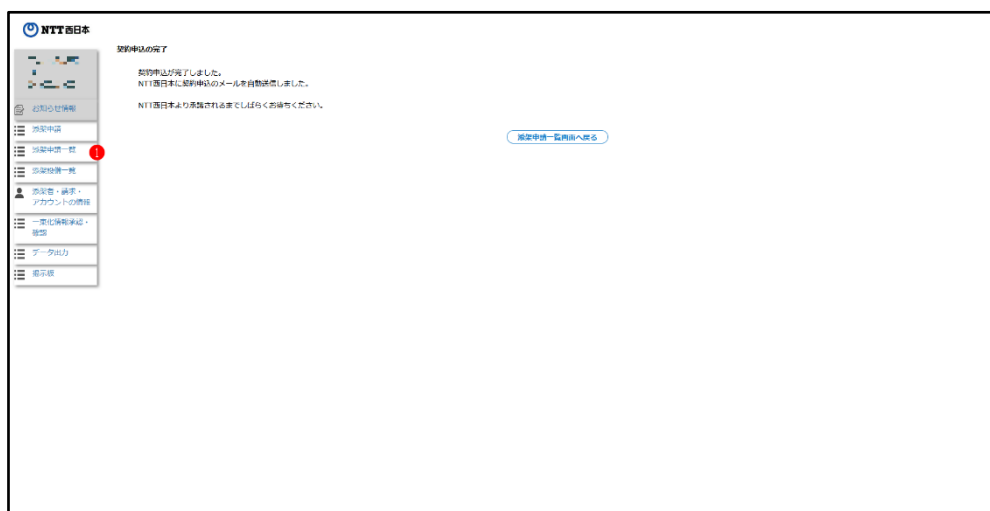 NTT西日本
契約申込の完了
契約申込が完了しました。
NTT西日本に契約申込のメールを自動送信しました。
NTT西日本より承諾されるまでしばらくお待ちください。
添架申請一覧画面へ戻る
お知らせ情報
添架申請
添架申請一覧
1
添架設備一覧
添架者・請求・
アカウントの情報
一束化情報承認・
確認
データ出力
掲示板